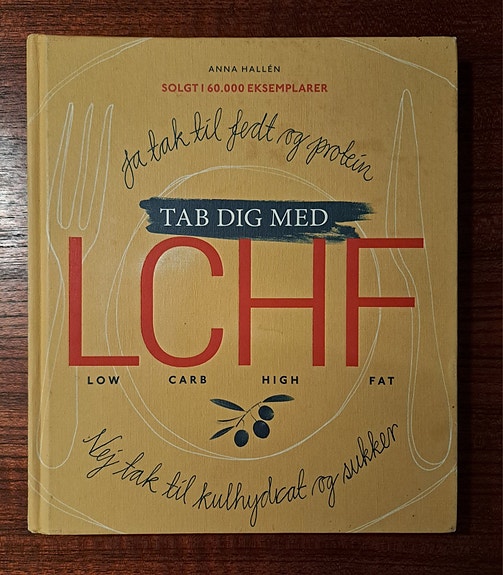 ANNA HALLÉN
SOLGT I 60.000 EKSEMPLARER
Ja tak til fedt og protein
TAB DIG MED
LCHF
LOW CARB HIGH FAT
Nej tak til kulhydrat og sukker